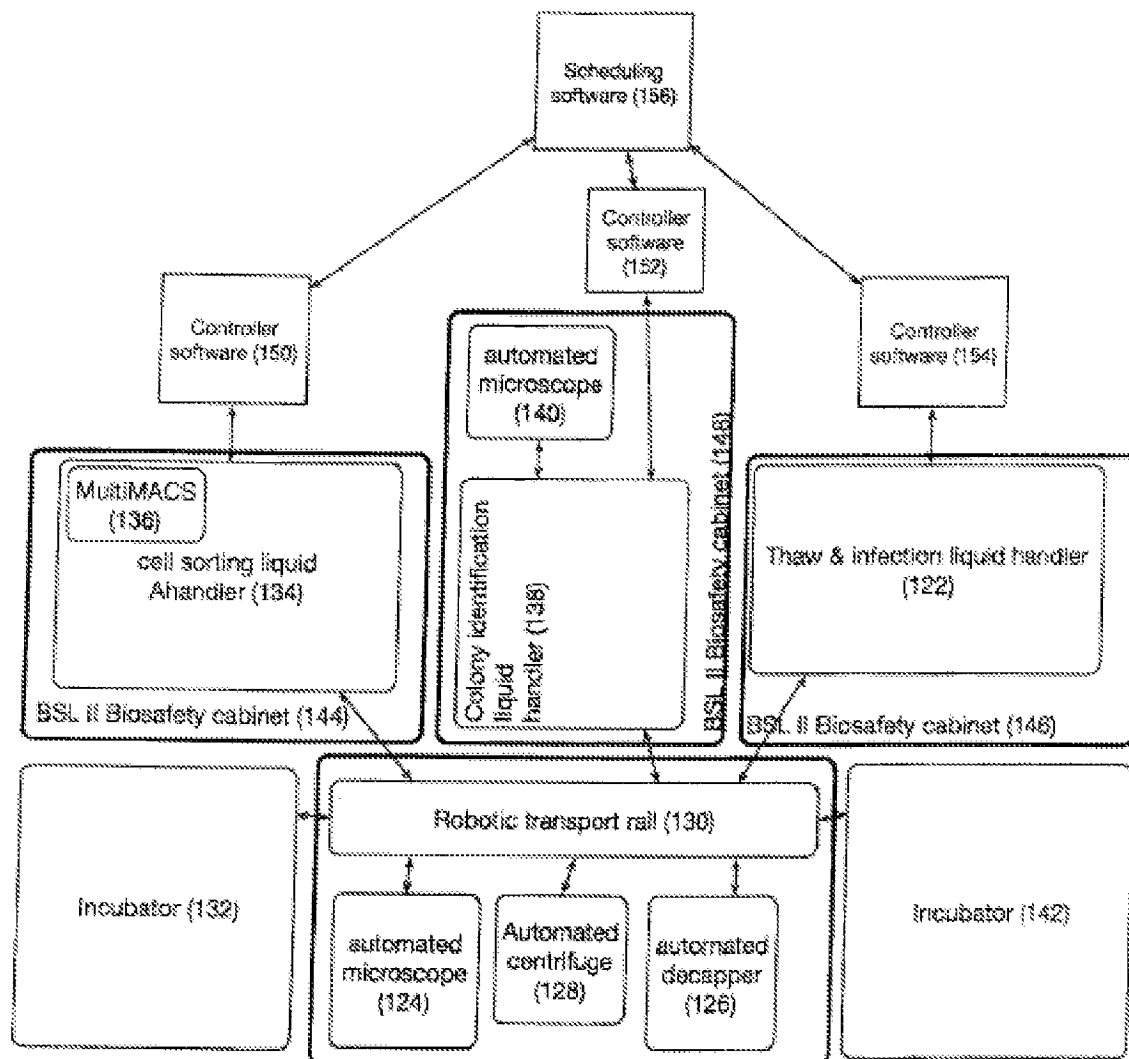 Scheduling
software (156)
Controller
software
(152)
Controller
software (150)
Controller
software (154)
automated
microscope
(140)
MultiMACS
(136)
cell sorting liquid
Ahandler (134)
BSL II Biosafety cabinet (144)
Colony identification
liquid
handler (138)
BSL II Biosafety cabinet (148)
Thaw & infection liquid handler
(122)
BSL II Biosafety cabinet (146)
Robotic transport rail (130)
Incubator (132)
automated
microscope
(124)
Automated
centrifuge
(128)
automated
decapper
(126)
Incubator (142)